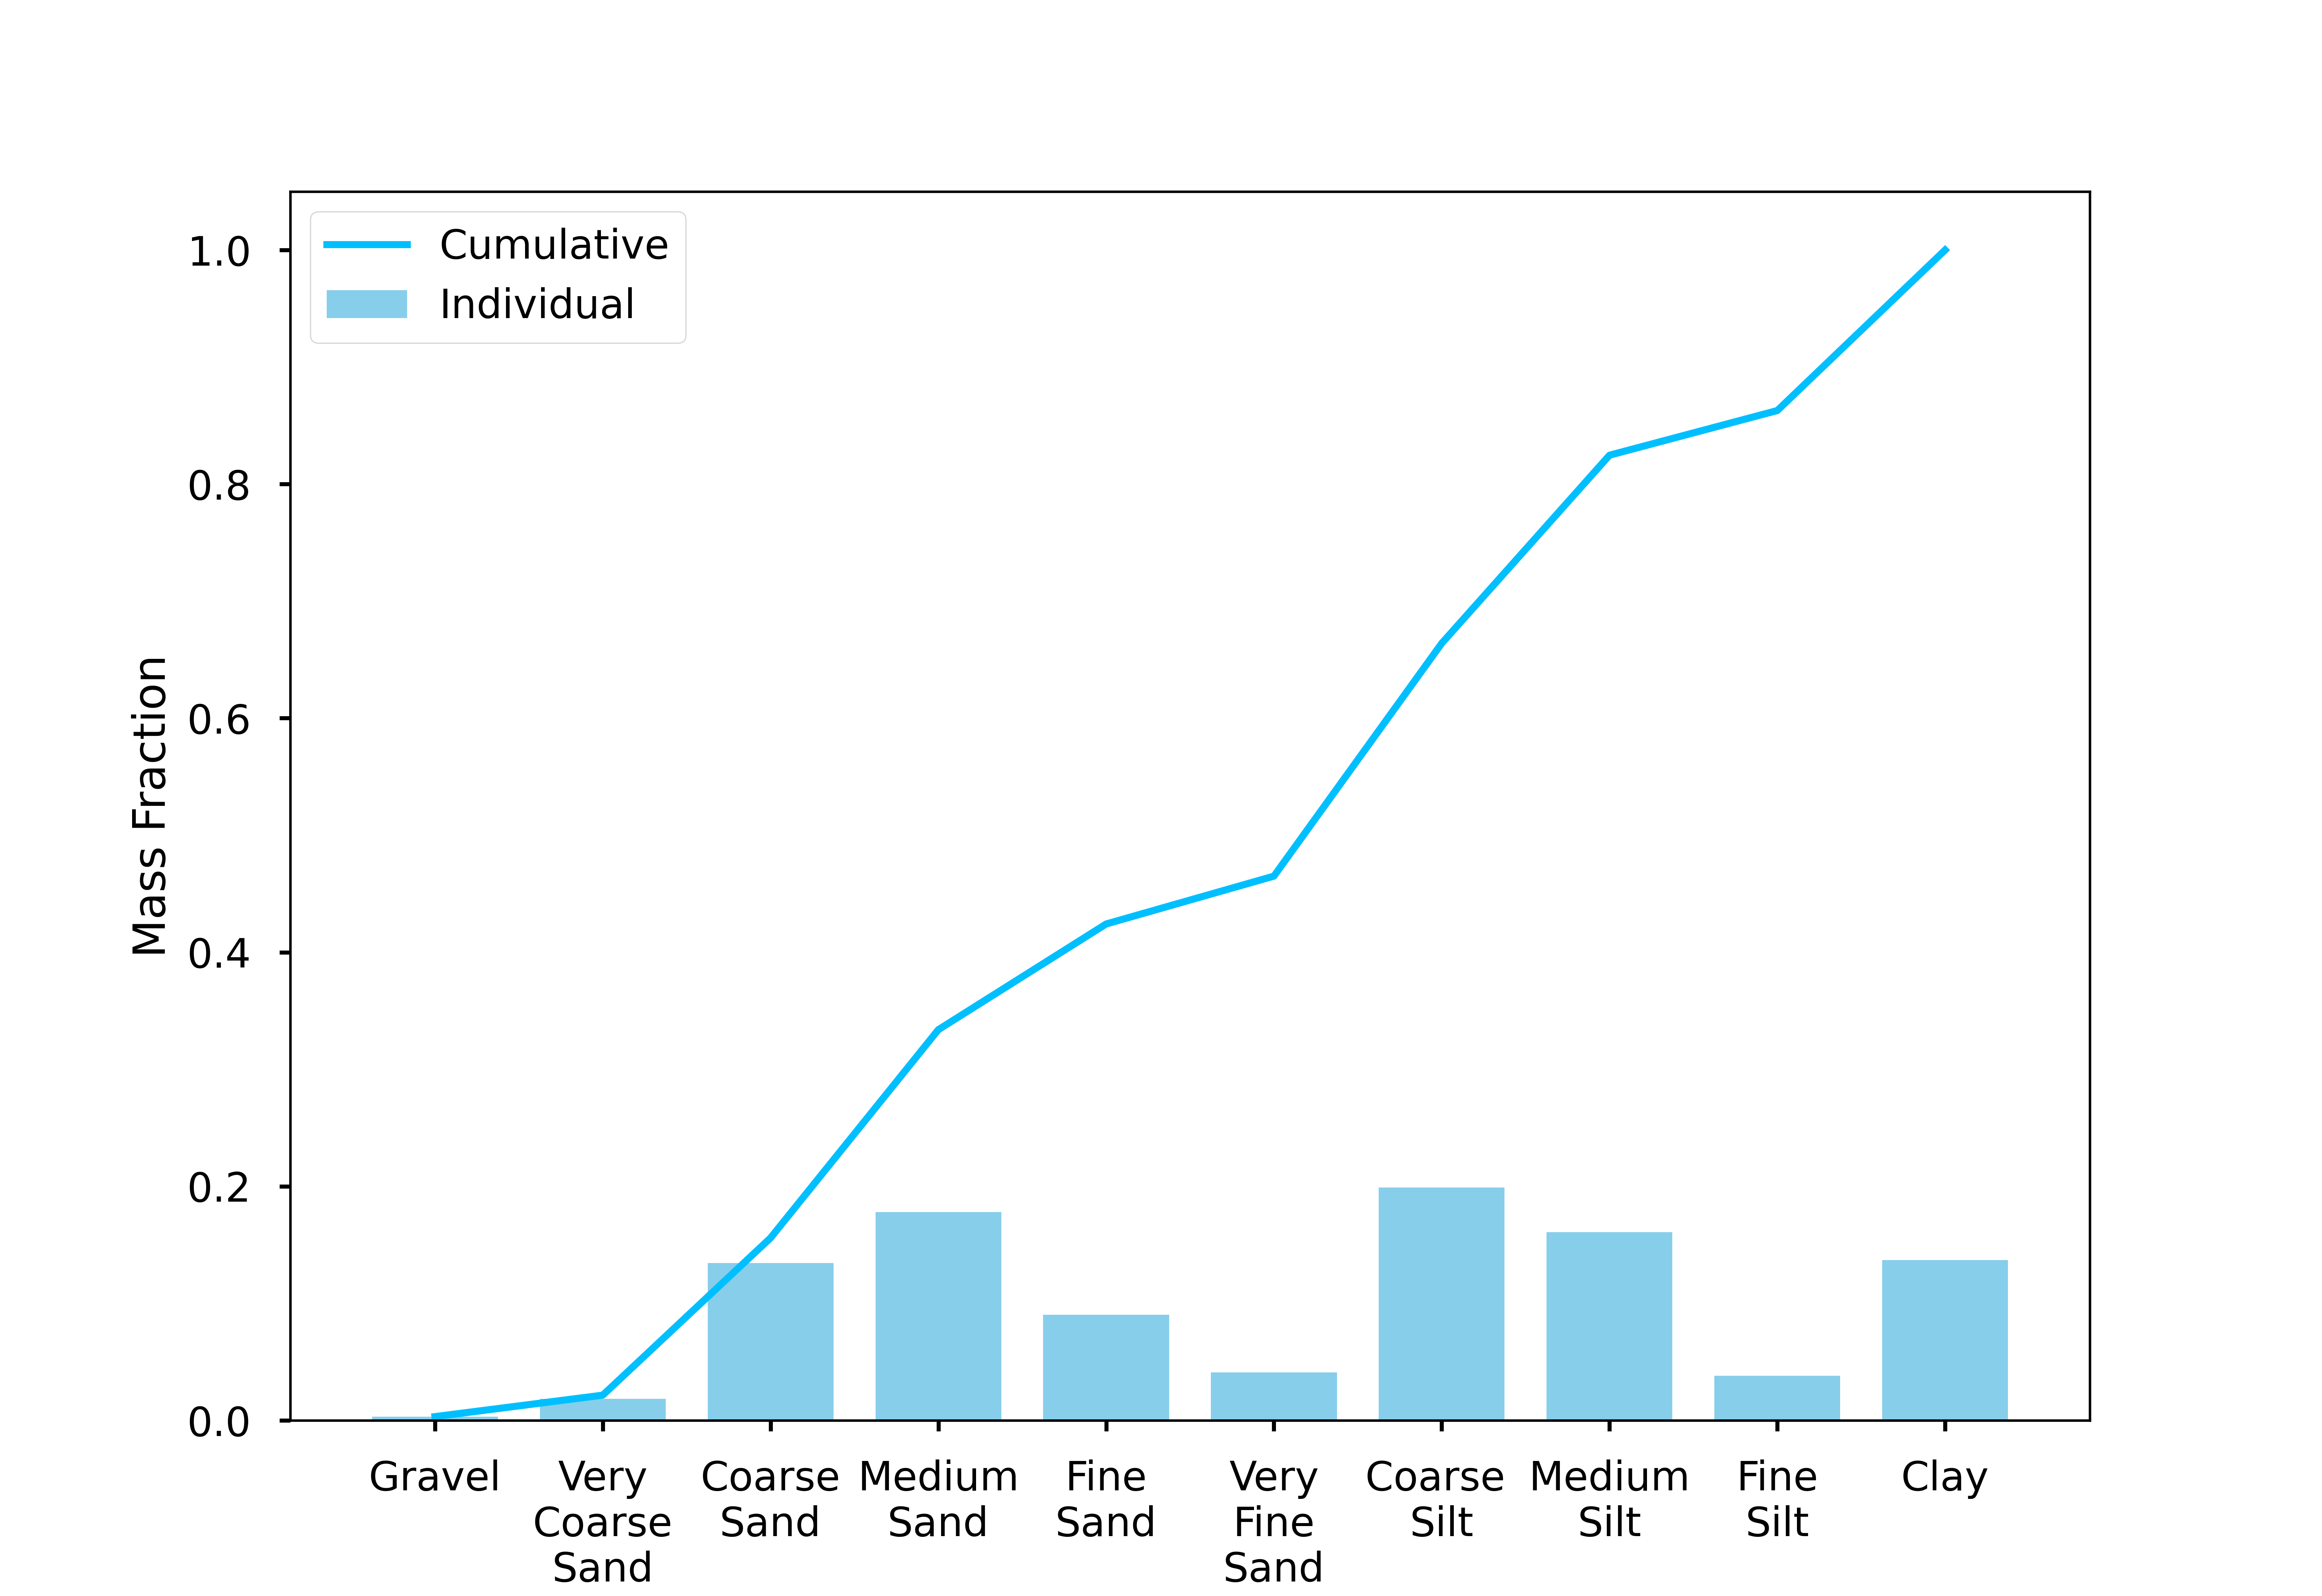 Cumulative
Individual
1.0
0.8
0.6
0.4
0.2
0.0
Mass Fraction
Gravel
Very
Coarse
Sand
Coarse
Sand
Medium
Sand
Fine
Sand
Very
Fine
Sand
Coarse
Silt
Medium
Silt
Fine
Silt
Clay